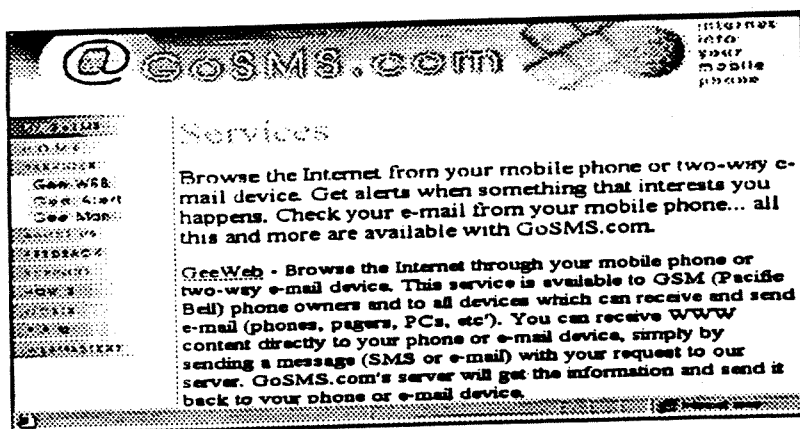 @GoSMS.com
internet
into
your
mobile
phone
Services
HOME
GeeWeb
Gee Alert
Gee Man
FEEDBACK
Browse the Internet from your mobile phone or two-way e-
mail device. Get alerts when something that interests you
happens. Check your e-mail from your mobile phone... all
this and more are available with GoSMS.com.
GeeWeb - Browse the Internet through your mobile phone or
two-way e-mail device. This service is available to GSM (Pacific
Bell) phone owners and to all devices which can receive and send
e-mail (phones, pagers, PCs, etc'). You can receive WWW
content directly to your phone or e-mail device, simply by
sending a message (SMS or e-mail) with your request to our
server. GoSMS.com's server will get the information and send it
back to your phone or e-mail device.